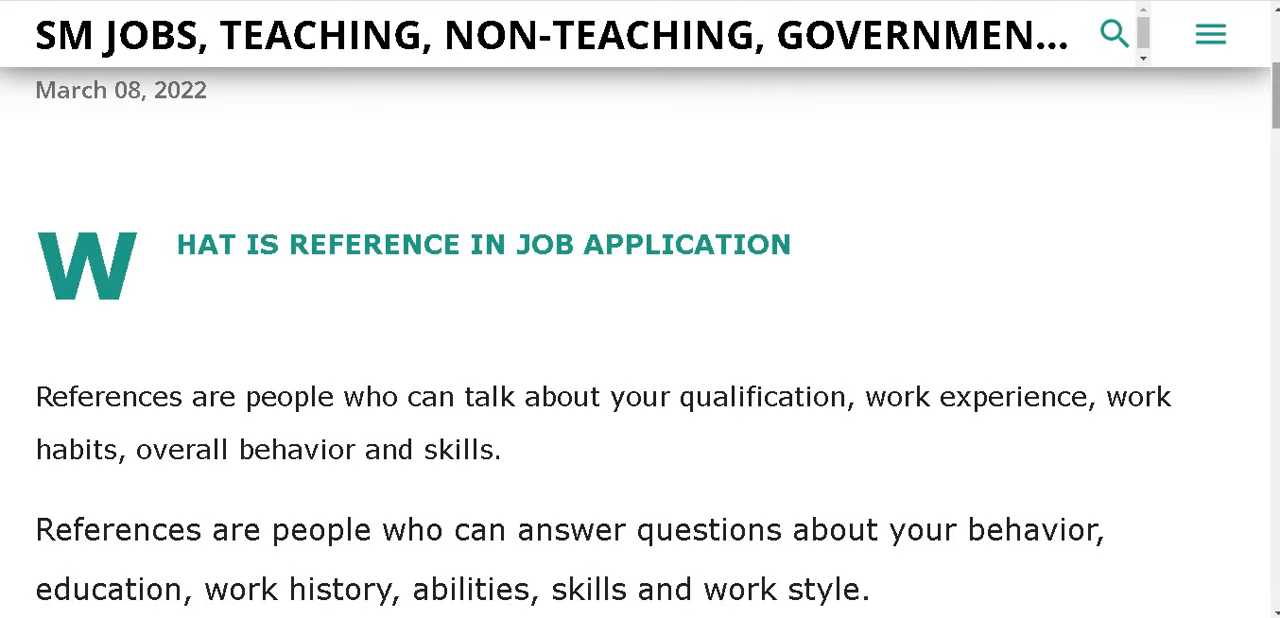 SM JOBS, TEACHING, NON-TEACHING, GOVERNMEN...
March 08, 2022
WHAT IS REFERENCE IN JOB APPLICATION
References are people who can talk about your qualification, work experience, work
habits, overall behavior and skills.
References are people who can answer questions about your behavior,
education, work history, abilities, skills and work style.